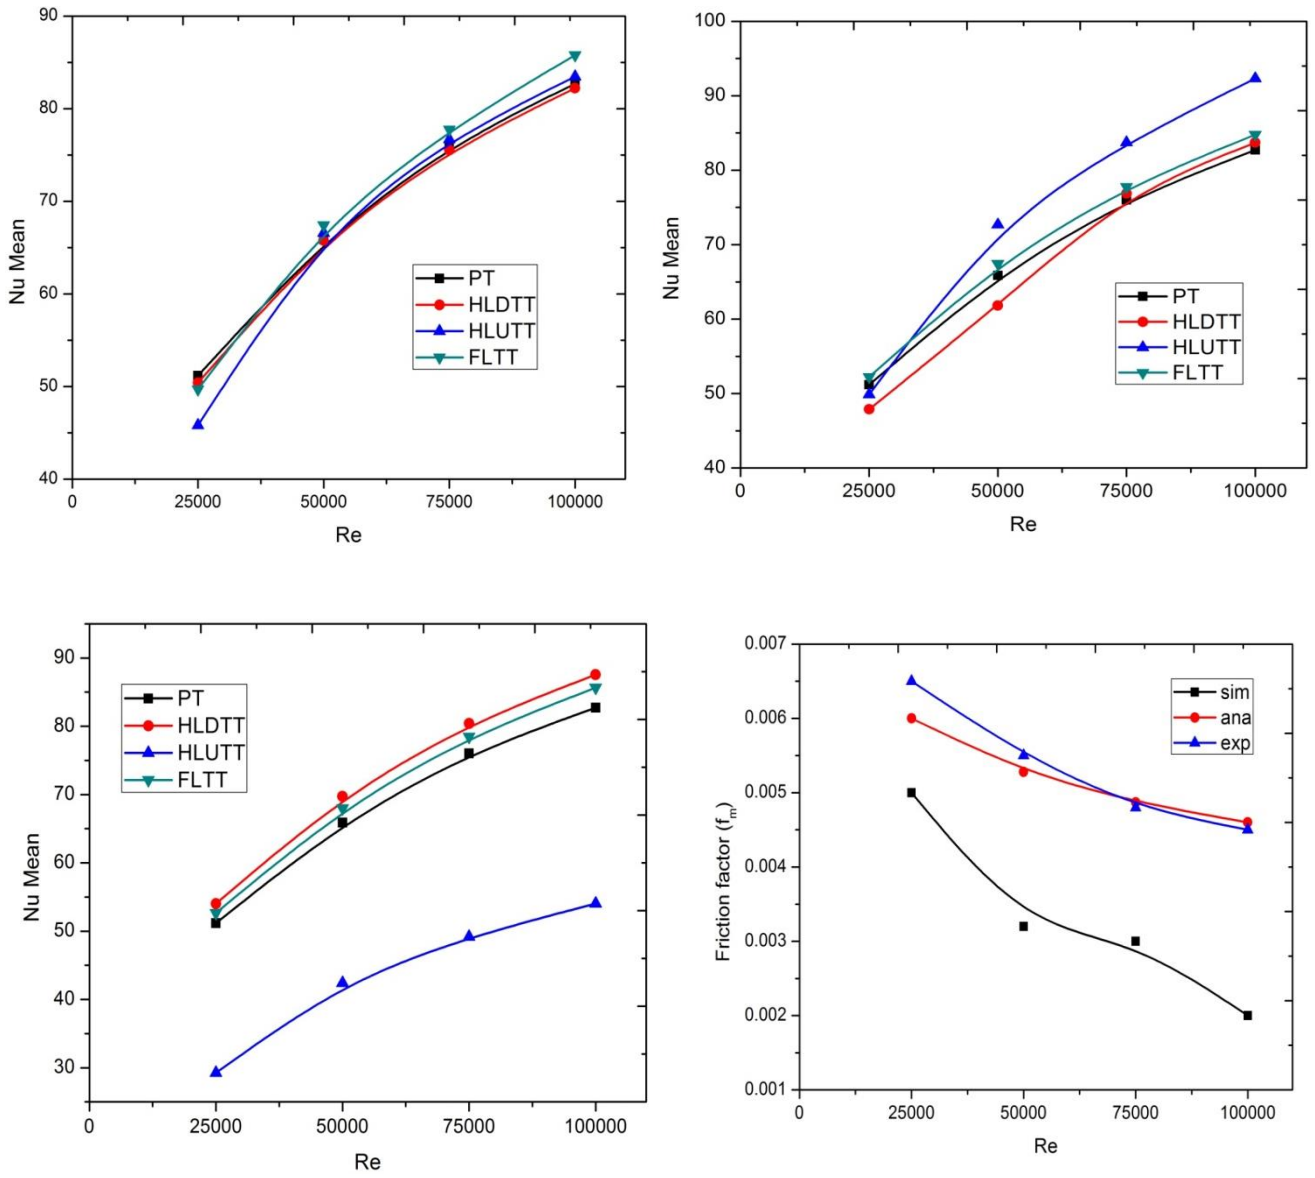 90
80
70
60
50
40
Nu Mean
PT
HLDTT
HLUTT
FLTT
0
25000
50000
75000
100000
Re
100
90
80
70
60
50
40
Nu Mean
PT
HLDTT
HLUTT
FLTT
0
25000
50000
75000
100000
Re
90
80
70
60
50
40
30
Nu Mean
PT
HLDTT
HLUTT
FLTT
0
25000
50000
75000
100000
Re
0.007
0.006
0.005
0.004
0.003
0.002
0.001
Friction factor (fm)
sim
ana
exp
0
25000
50000
75000
100000
Re